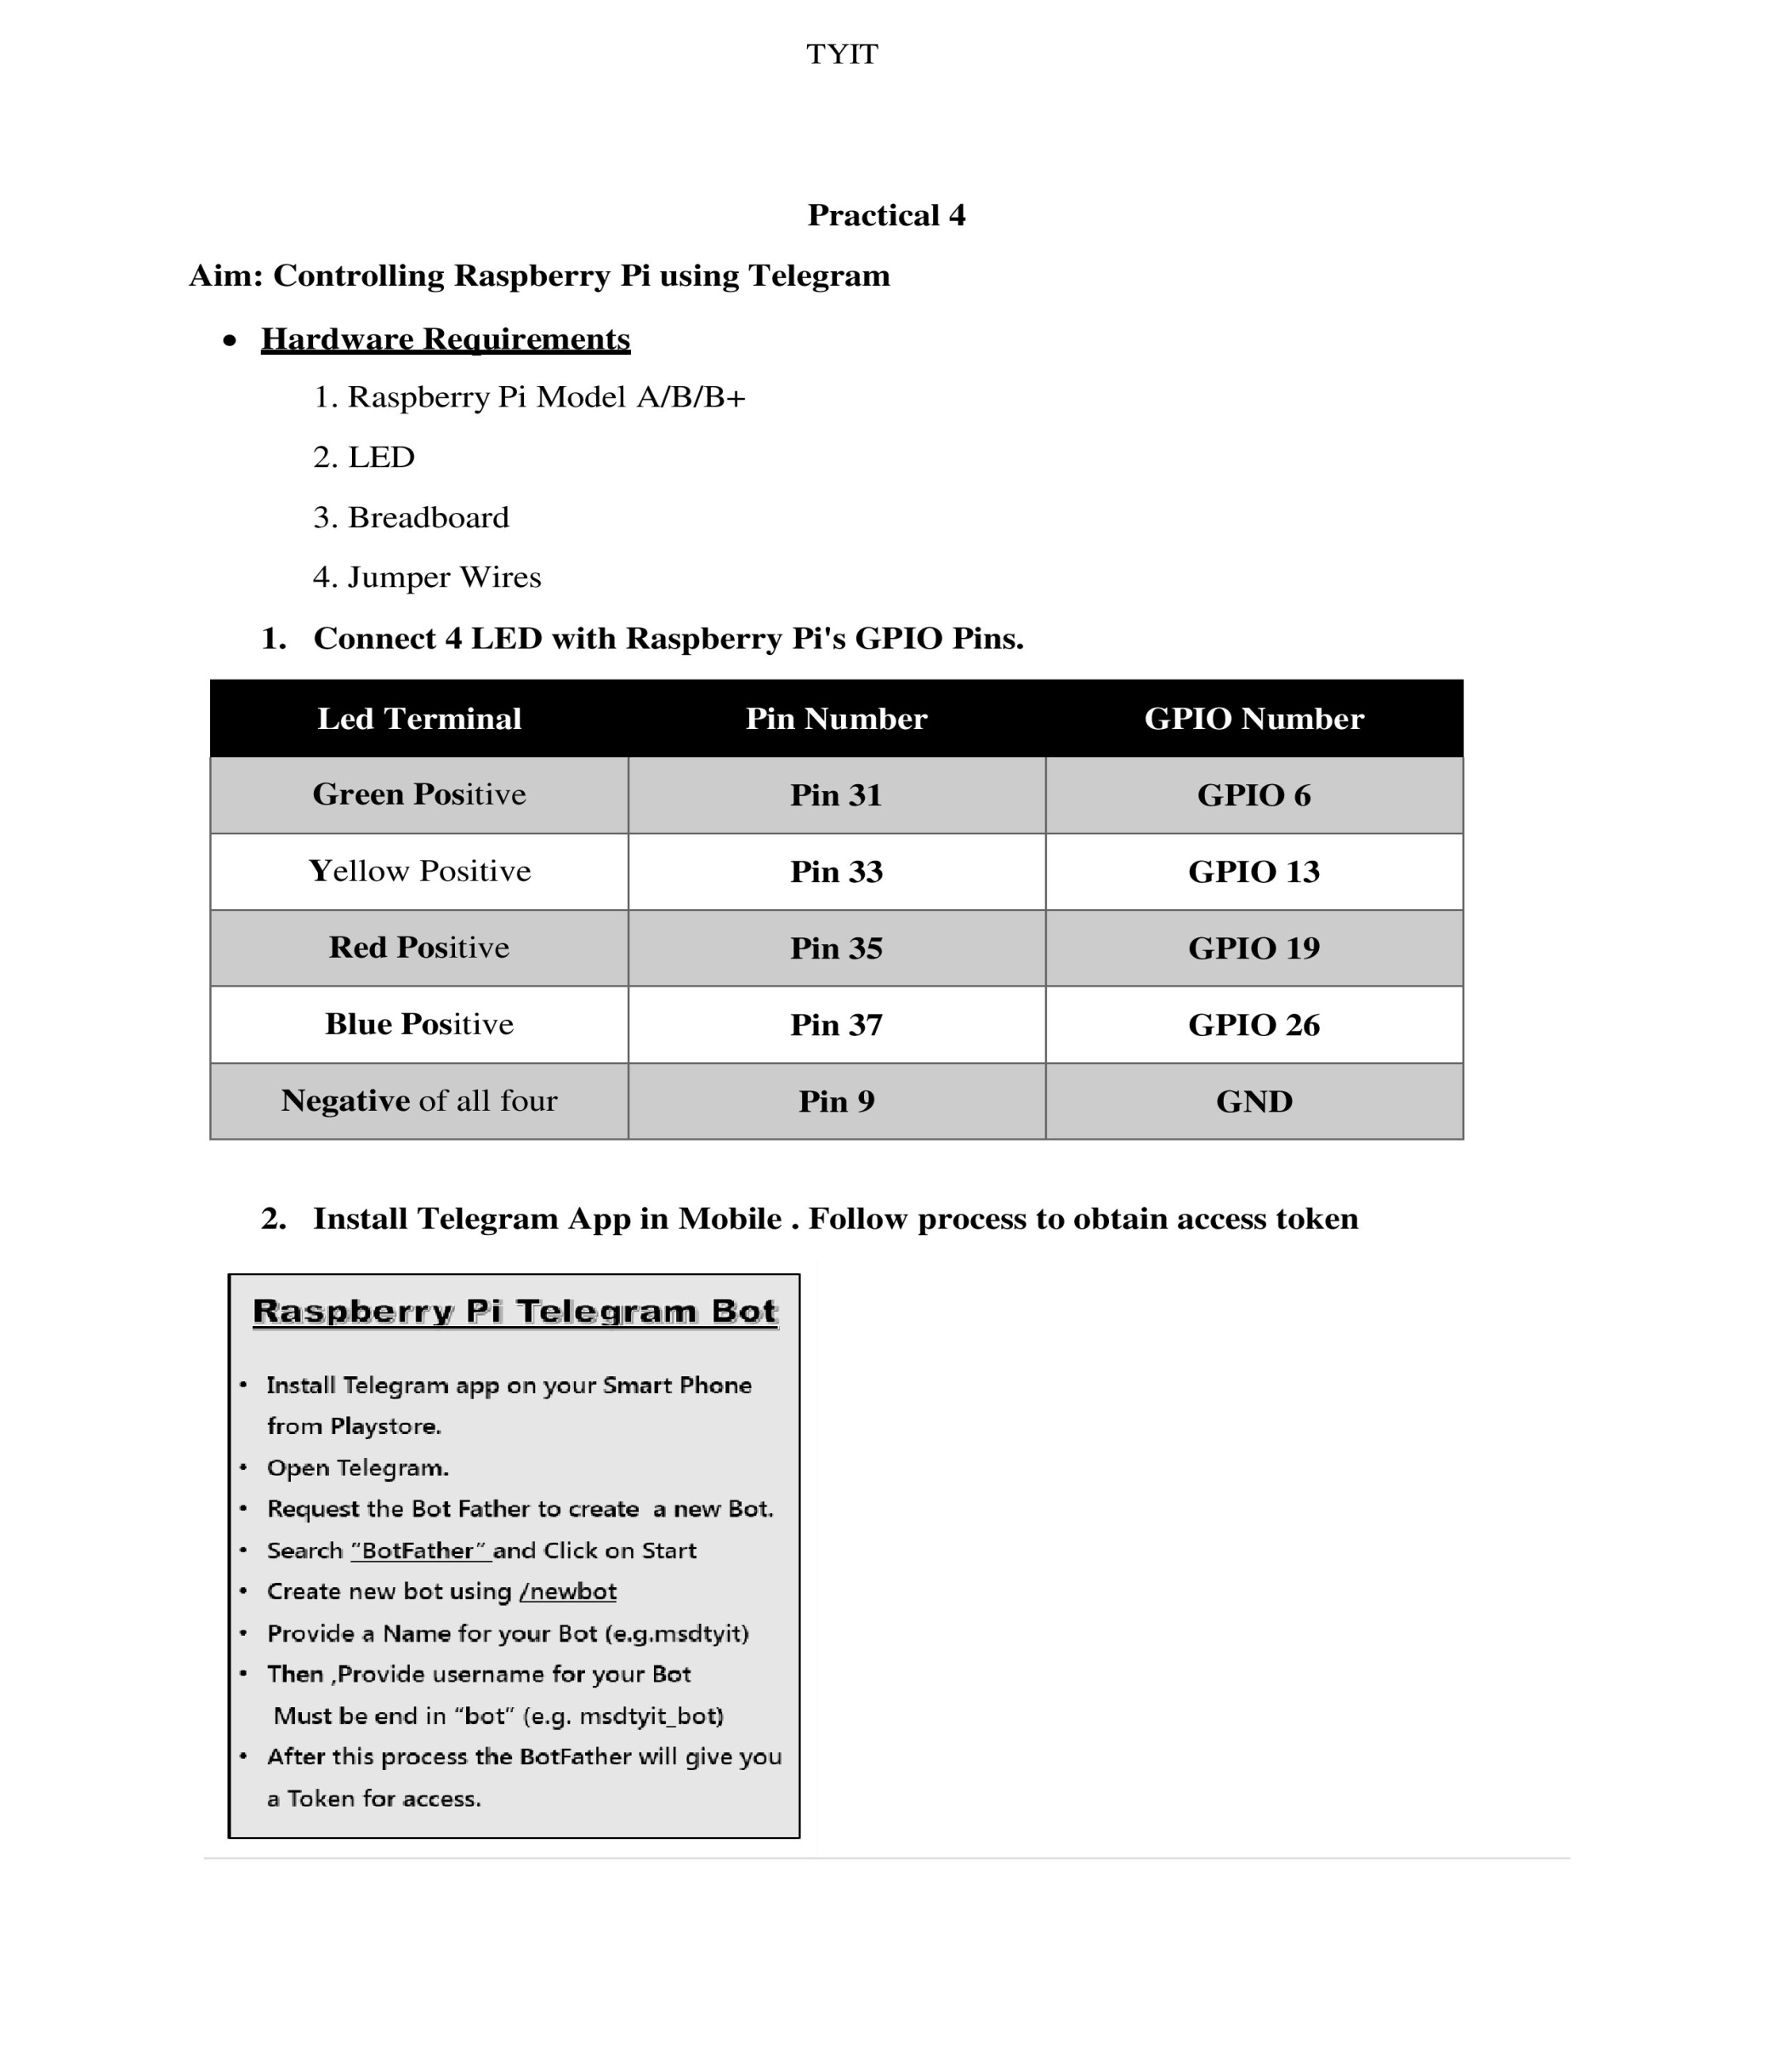 TYIT
Practical 4
Aim: Controlling Raspberry Pi using Telegram
• Hardware Requirements
1. Raspberry Pi Model A/B/B+
2. LED
3. Breadboard
4. Jumper Wires
1. Connect 4 LED with Raspberry Pi's GPIO Pins.
Led Terminal Pin Number GPIO Number
Green Positive Pin 31 GPIO 6
Yellow Positive Pin 33 GPIO 13
Red Positive Pin 35 GPIO 19
Blue Positive Pin 37 GPIO 26
Negative of all four Pin 9 GND
2. Install Telegram App in Mobile . Follow process to obtain access token
Raspberry Pi Telegram Bot
• Install Telegram app on your Smart Phone
from Playstore.
• Open Telegram.
• Request the Bot Father to create a new Bot.
• Search “BotFather” and Click on Start
• Create new bot using /newbot
• Provide a Name for your Bot (e.g.msdtyit)
• Then ,Provide username for your Bot
Must be end in “bot” (e.g. msdtyit_bot)
• After this process the BotFather will give you
a Token for access.